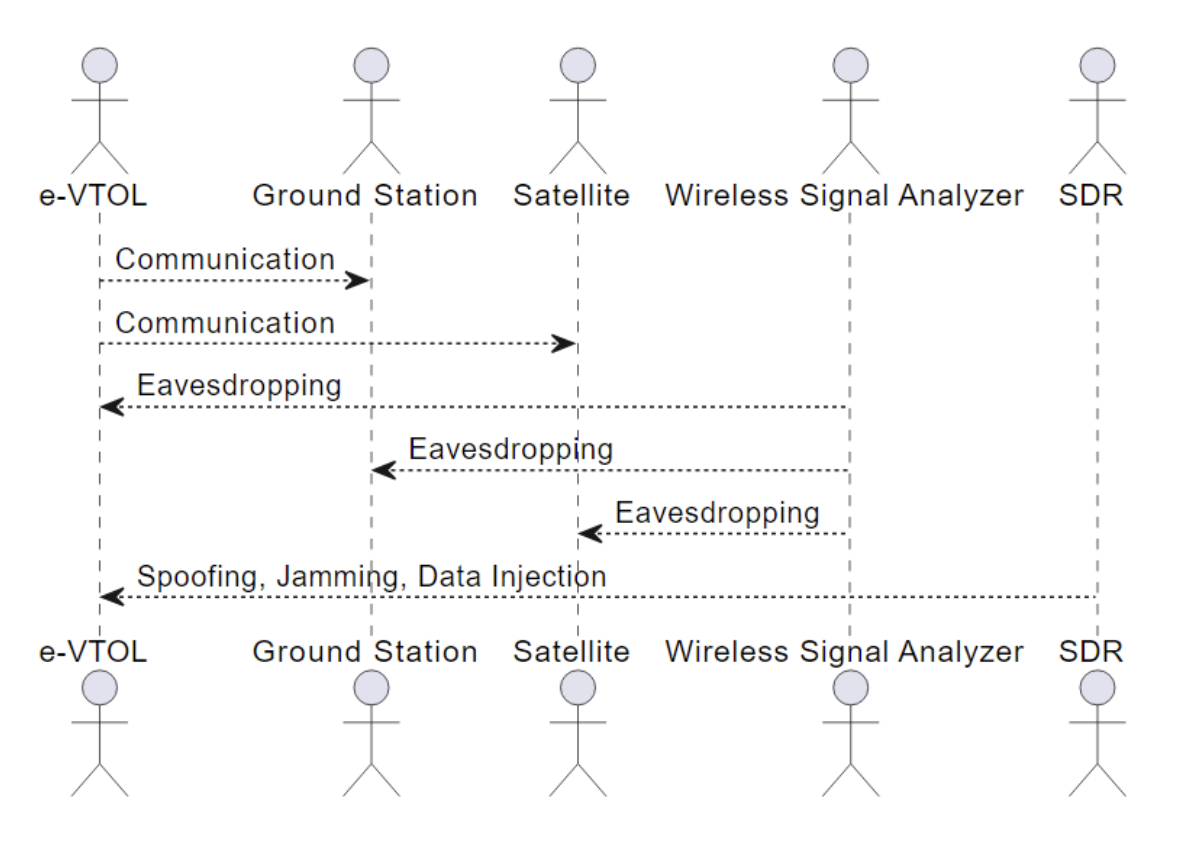 e-VTOL Ground Station Satellite Wireless Signal Analyzer SDR
Communication
Communication
Eavesdropping
Eavesdropping
Eavesdropping
Spoofing, Jamming, Data Injection
e-VTOL Ground Station Satellite Wireless Signal Analyzer SDR